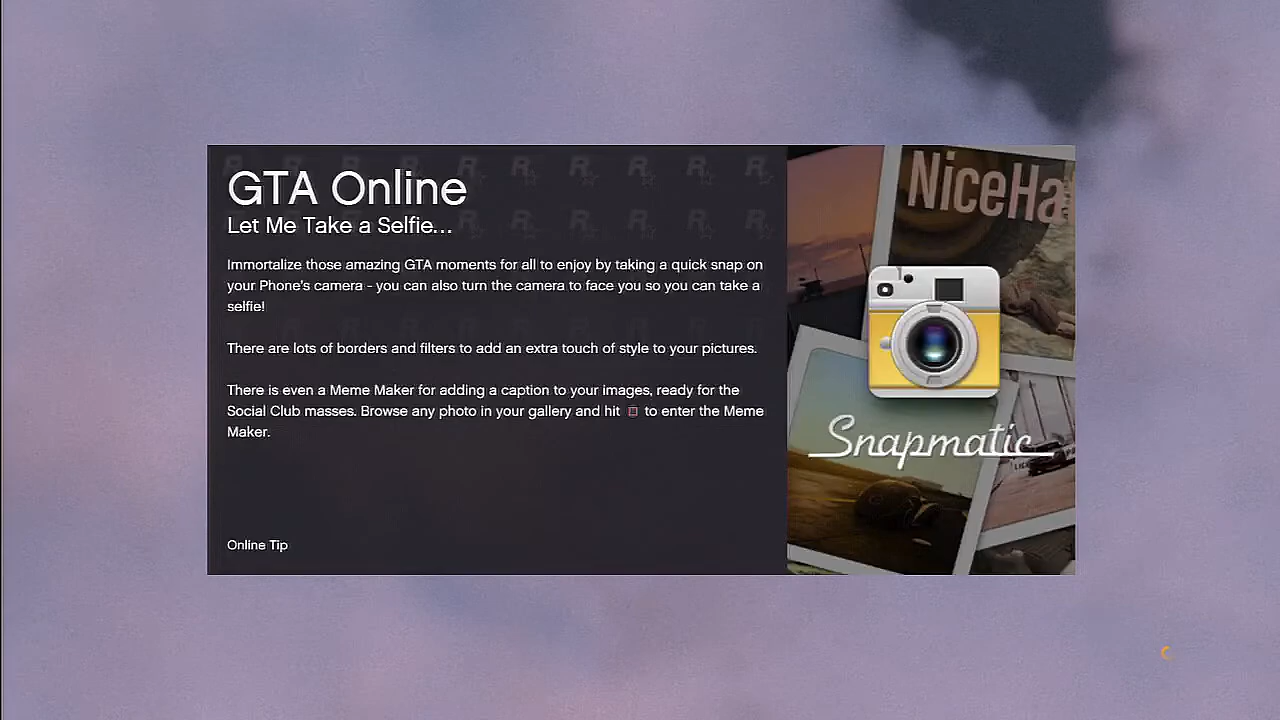 GTA Online
Let Me Take a Selfie...
Immortalize those amazing GTA moments for all to enjoy by taking a quick snap on
your Phone's camera - you can also turn the camera to face you so you can take a
selfie!
There are lots of borders and filters to add an extra touch of style to your pictures.
There is even a Meme Maker for adding a caption to your images, ready for the
Social Club masses. Browse any photo in your gallery and hit to enter the Meme
Maker.
Online Tip
NiceHa
Snapmatic